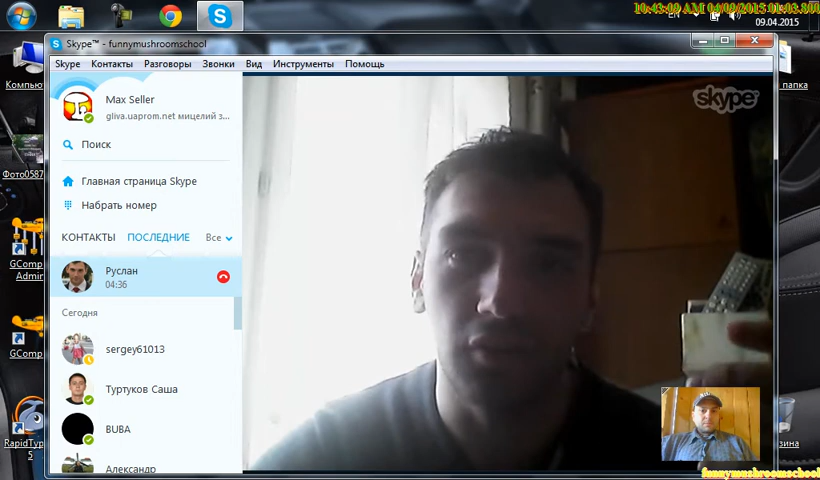 10:43:09 AM 04/09/2015 01:03.800
EN
09.04.2015
Skype™ - funnymushroomschool
Skype Контакты Разговоры Звонки Вид Инструменты Помощь
Компью
папка
Max Seller
gliva.uaprom.net мицелий з...
skype
Поиск
Фото0587
Главная страница Skype
Набрать номер
КОНТАКТЫ ПОСЛЕДНИЕ Все
GComp
Admin
Руслан
04:36
Сегодня
sergey61013
GComp
Туртуков Саша
BUBA
RapidTyp
5
зина
Александр
funnymushroomschool